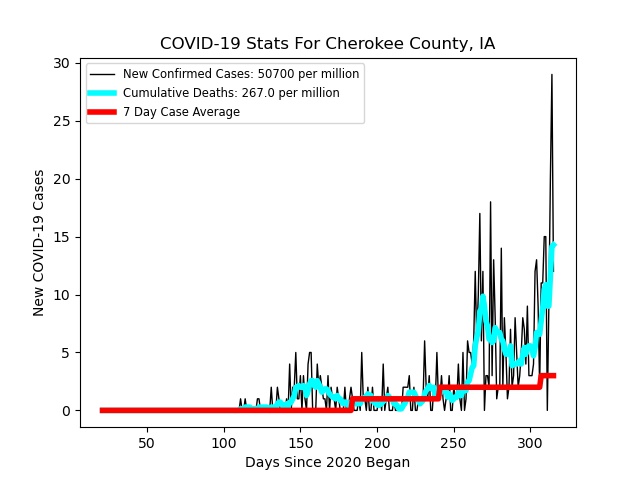 COVID-19 Stats For Cherokee County, IA
New Confirmed Cases: 50700 per million
Cumulative Deaths: 267.0 per million
7 Day Case Average
30
25
20
15
10
5
0
New COVID-19 Cases
50 100 150 200 250 300
Days Since 2020 Began